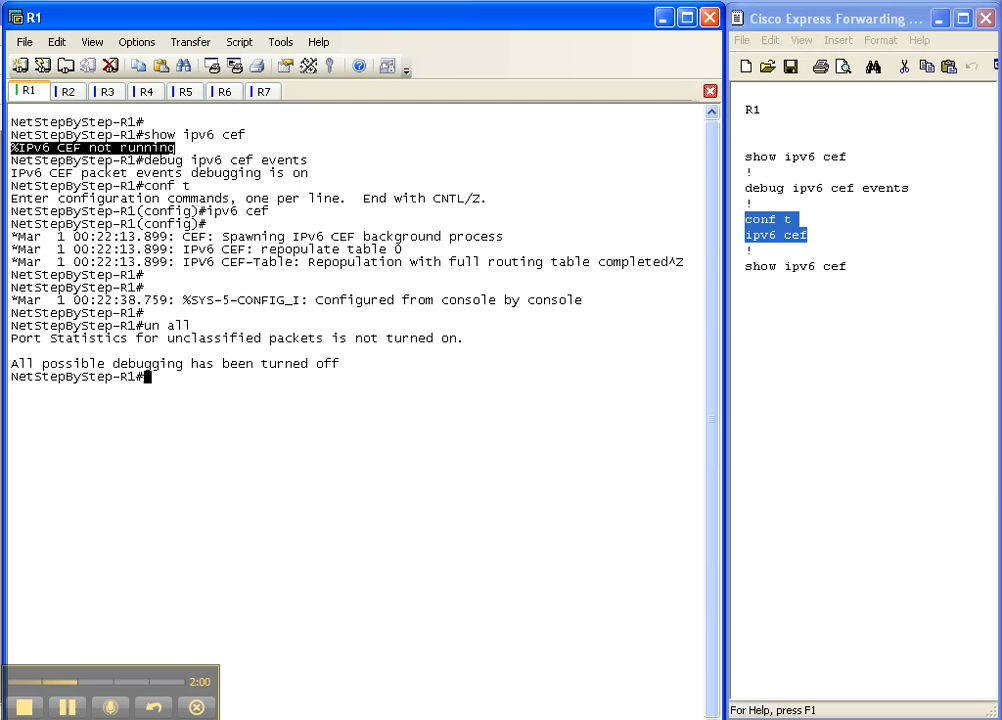 R1
File Edit View Options Transfer Script Tools Help
R1 R2 R3 R4 R5 R6 R7
NetStepByStep-R1#
NetStepByStep-R1#show ipv6 cef
%IPv6 CEF not running
NetStepByStep-R1#debug ipv6 cef events
IPv6 CEF packet events debugging is on
NetStepByStep-R1#conf t
Enter configuration commands, one per line.  End with CNTL/Z.
NetStepByStep-R1(config)#ipv6 cef
NetStepByStep-R1(config)#
*Mar  1 00:22:13.899: CEF: Spawning IPv6 CEF background process
*Mar  1 00:22:13.899: IPv6 CEF: repopulate table 0
*Mar  1 00:22:13.899: IPV6 CEF-Table: Repopulation with full routing table completed^Z
NetStepByStep-R1#
NetStepByStep-R1#
*Mar  1 00:22:38.759: %SYS-5-CONFIG_I: Configured from console by console
NetStepByStep-R1#
NetStepByStep-R1#un all
Port Statistics for unclassified packets is not turned on.
All possible debugging has been turned off
NetStepByStep-R1#
2:00
Cisco Express Forwarding ...
File Edit View Insert Format Help
R1
show ipv6 cef
!
debug ipv6 cef events
!
conf t
ipv6 cef
!
show ipv6 cef
For Help, press F1